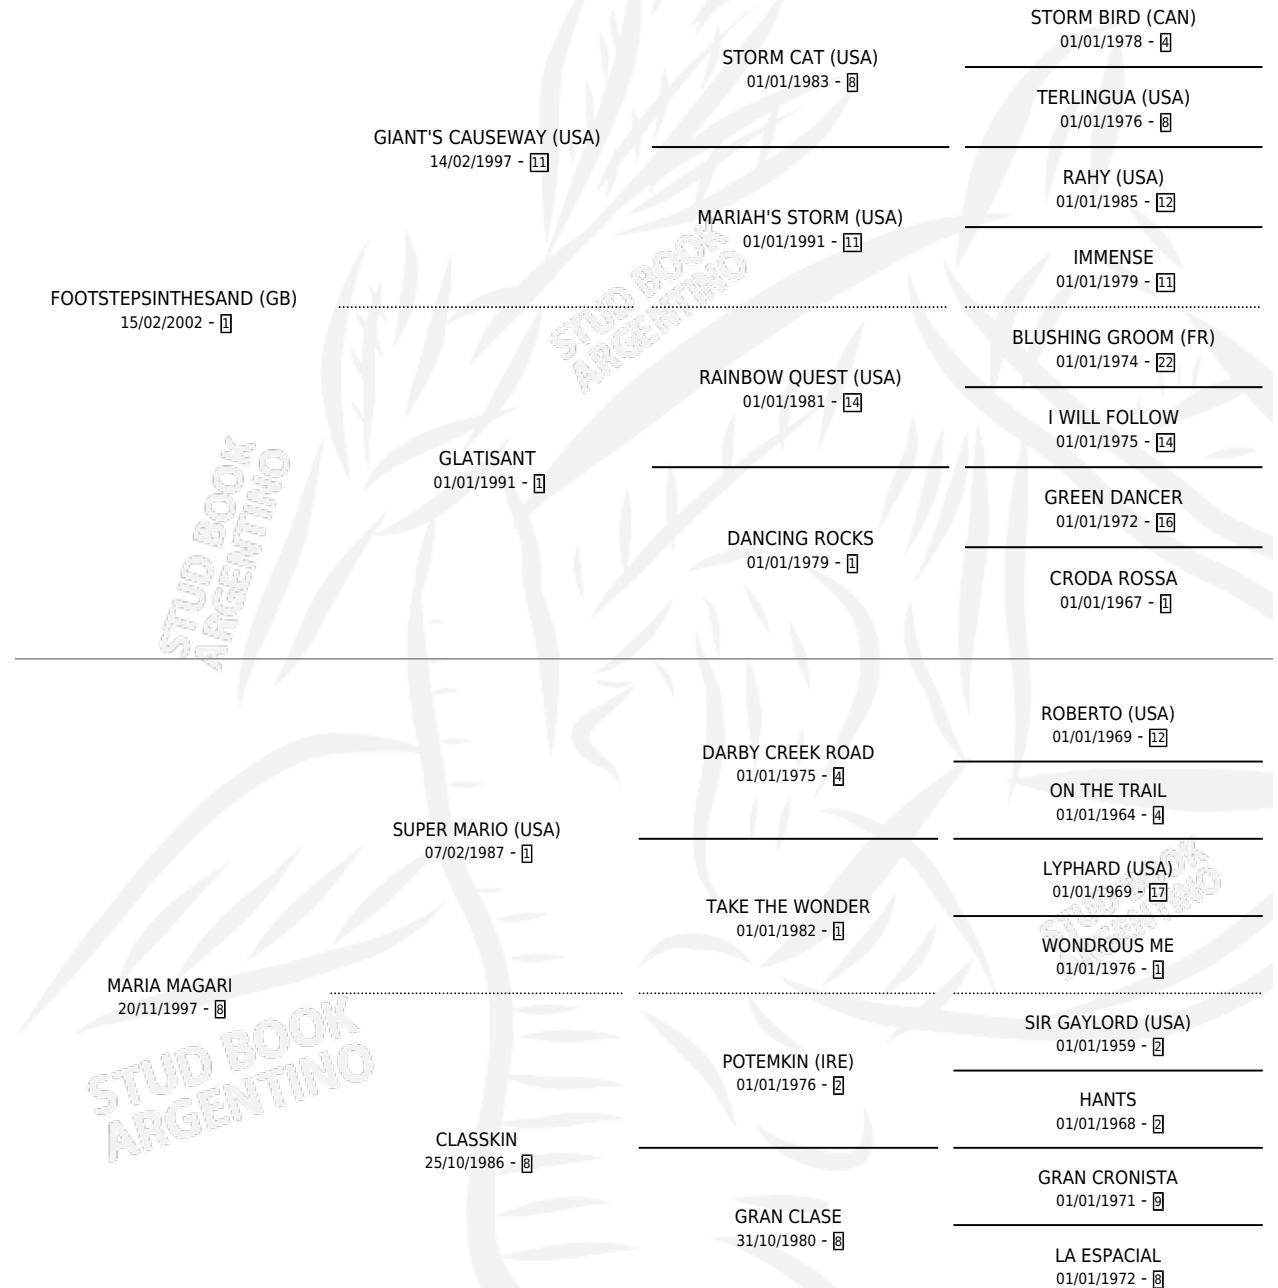 STORM BIRD (CAN)
01/01/1978 - 4
STORM CAT (USA)
01/01/1983 - 8
TERLINGUA (USA)
01/01/1976 - 8
GIANT'S CAUSEWAY (USA)
14/02/1997 - 11
RAHY (USA)
01/01/1985 - 12
MARIAH'S STORM (USA)
01/01/1991 - 11
IMMENSE
01/01/1979 - 11
FOOTSTEPSINTHESAND (GB)
15/02/2002 - 1
BLUSHING GROOM (FR)
01/01/1974 - 22
RAINBOW QUEST (USA)
01/01/1981 - 14
I WILL FOLLOW
01/01/1975 - 14
GLATISANT
01/01/1991 - 1
GREEN DANCER
01/01/1972 - 16
DANCING ROCKS
01/01/1979 - 1
CRODA ROSSA
01/01/1967 - 1
ROBERTO (USA)
01/01/1969 - 12
DARBY CREEK ROAD
01/01/1975 - 4
ON THE TRAIL
01/01/1964 - 4
SUPER MARIO (USA)
07/02/1987 - 1
LYPHARD (USA)
01/01/1969 - 17
TAKE THE WONDER
01/01/1982 - 1
WONDROUS ME
01/01/1976 - 1
MARIA MAGARI
20/11/1997 - 8
SIR GAYLORD (USA)
01/01/1959 - 2
POTEMKIN (IRE)
01/01/1976 - 2
HANTS
01/01/1968 - 2
CLASSKIN
25/10/1986 - 8
GRAN CRONISTA
01/01/1971 - 9
GRAN CLASE
31/10/1980 - 8
LA ESPACIAL
01/01/1972 - 8
STUD BOOK
ARGENTINO
STUD BOOK
ARGENTINO
STUD BOOK
ARGENTINO
STUD BOOK
ARGENTINO